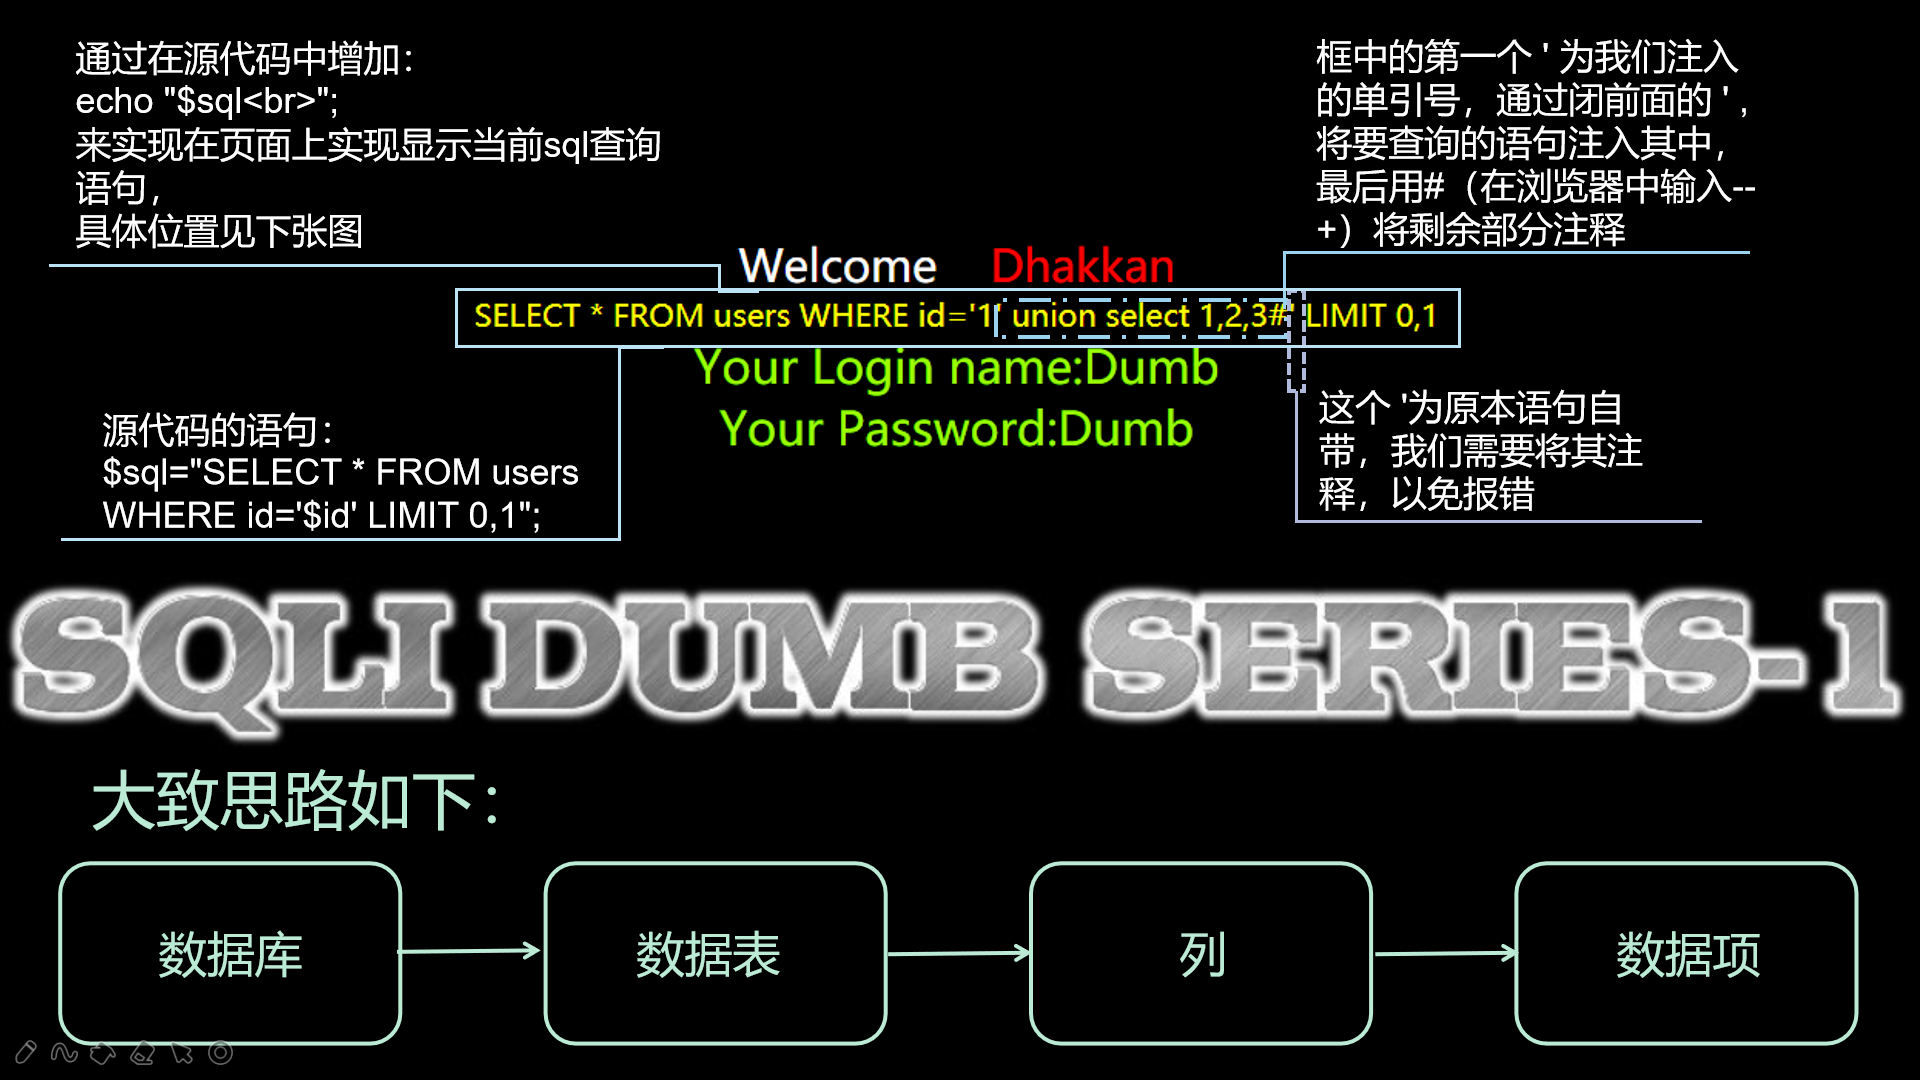 通过在源代码中增加：
echo "$sql<br>";
来实现在页面上实现显示当前sql查询
语句，
具体位置见下张图
框中的第一个 ' 为我们注入
的单引号，通过闭前面的 ' ，
将要查询的语句注入其中，
最后用#（在浏览器中输入--
+）将剩余部分注释
Welcome    Dhakkan
SELECT * FROM users WHERE id='1' union select 1,2,3#' LIMIT 0,1
Your Login name:Dumb
Your Password:Dumb
源代码的语句：
$sql="SELECT * FROM users
WHERE id='$id' LIMIT 0,1";
这个 '为原本语句自
带，我们需要将其注
释，以免报错
SQLI DUMB SERIES-1
大致思路如下：
数据库
数据表
列
数据项